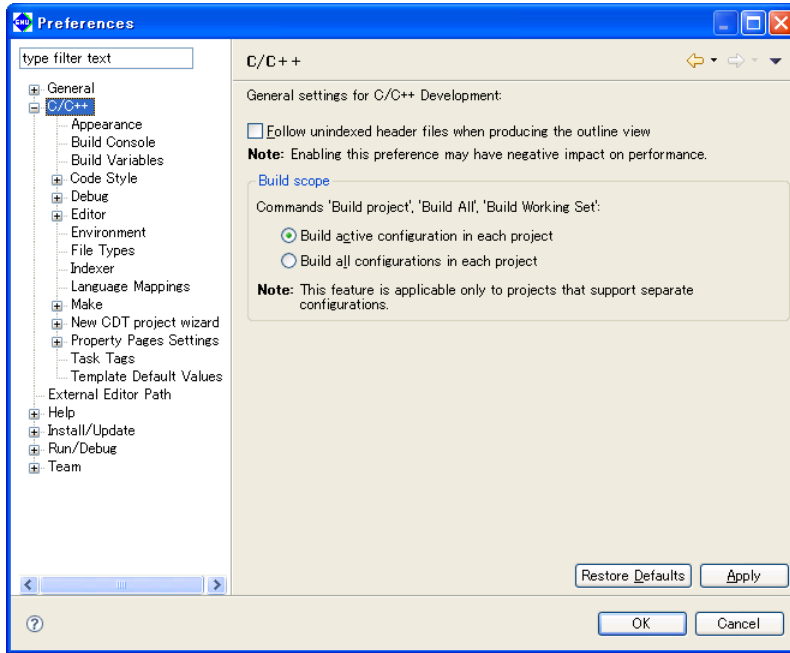 GNU Preferences
type filter text
C/C++
General
C/C++
Appearance
Build Console
Build Variables
Code Style
Debug
Editor
Environment
File Types
Indexer
Language Mappings
Make
New CDT project wizard
Property Pages Settings
Task Tags
Template Default Values
External Editor Path
Help
Install/Update
Run/Debug
Team
General settings for C/C++ Development:
Follow unindexed header files when producing the outline view
Note: Enabling this preference may have negative impact on performance.
Build scope
Commands 'Build project', 'Build All', 'Build Working Set':
Build active configuration in each project
Build all configurations in each project
Note: This feature is applicable only to projects that support separate
configurations.
Restore Defaults Apply
? OK Cancel